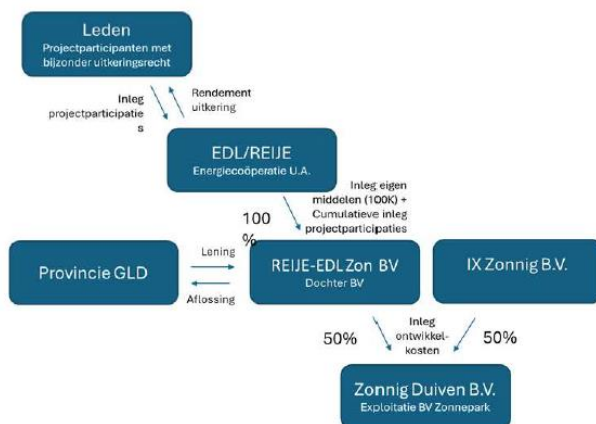 Leden
Projectparticipanten met
bijzonder uitkeringsrecht
Inleg
projectparticipatie
s
Rendement
uitkering
EDL/REIJE
Energiecoöperatie U.A.
Inleg eigen
middelen (100K) +
Cumulatieve inleg
projectparticipaties
100
%
Provincie GLD
Lening
Aflossing
REIJE-EDL Zon BV
Dochter BV
IX Zonnig B.V.
50%
Inleg
ontwikkel-
kosten
50%
Zonnig Duiven B.V.
Exploitatie BV Zonnepark